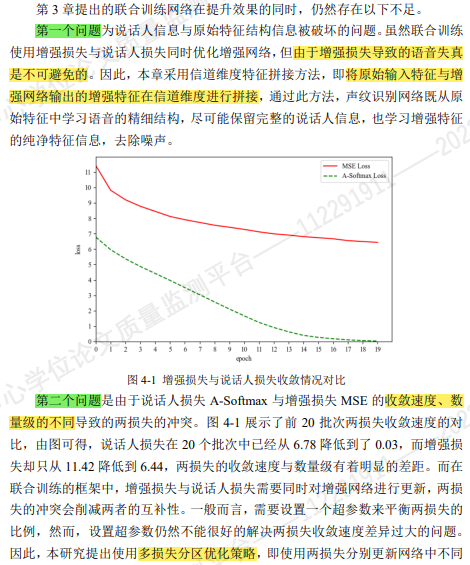 第 3 章提出的联合训练网络在提升效果的同时，仍然存在以下不足。
第一个问题为说话人信息与原始特征结构信息被破坏的问题。虽然联合训练
使用增强损失与说话人损失同时优化增强网络，但由于增强损失导致的语音失真
是不可避免的。因此，本章采用信道维度特征拼接方法，即将原始输入特征与增
强网络输出的增强特征在信道维度进行拼接，通过此方法，声纹识别网络既从原
始特征中学习语音的精细结构，尽可能保留完整的说话人信息，也学习增强特征
的纯净特征信息，去除噪声。
MSE Loss
A-Softmax Loss
11
10
9
8
7
6
5
4
3
2
1
0
loss
0 1 2 3 4 5 6 7 8 9 10 11 12 13 14 15 16 17 18 19
epoch
图 4-1 增强损失与说话人损失收敛情况对比
第二个问题是由于说话人损失 A-Softmax 与增强损失 MSE 的收敛速度、数
量级的不同导致的两损失的冲突。图 4-1 展示了前 20 批次两损失收敛速度的对
比，由图可得，说话人损失在 20 个批次中已经从 6.78 降低到了 0.03，而增强损
失却只从 11.42 降低到 6.44，两损失的收敛速度与数量级有着明显的差距。而在
联合训练的框架中，增强损失与说话人损失需要同时对增强网络进行更新，两损失
的冲突会削减两者的互补性。一般而言，需要设置一个超参数来平衡两损失的
比例，然而，设置超参数仍然不能很好的解决两损失收敛速度差异过大的问题。
因此，本研究提出使用多损失分区优化策略，即使用两损失分别更新网络中不同
心学位论文质量监测平台——112291911——202